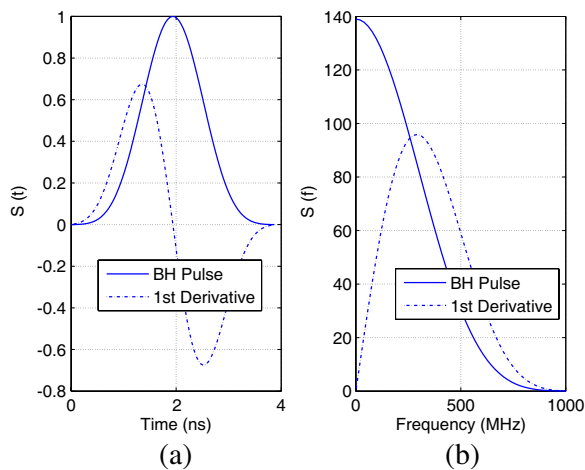 1
0.8
0.6
0.4
0.2
0
-0.2
-0.4
-0.6
-0.8
S (t)
BH Pulse
1st Derivative
0 2 4
Time (ns)
(a)
140
120
100
80
60
40
20
0
S (f)
BH Pulse
1st Derivative
0 500 1000
Frequency (MHz)
(b)